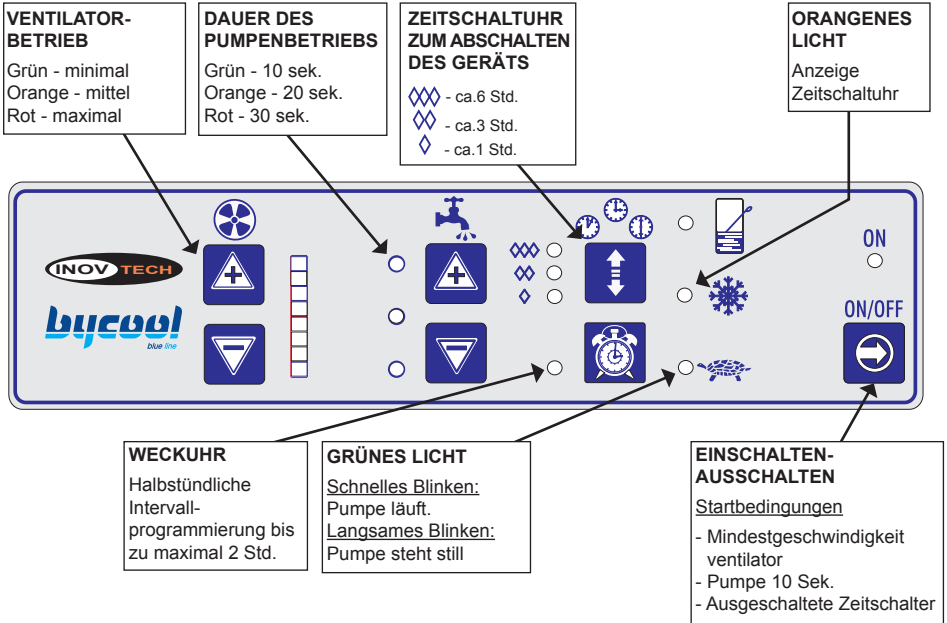 VENTILATOR-
BETRIEB
Grün - minimal
Orange - mittel
Rot - maximal
DAUER DES
PUMPENBETRIEBS
Grün - 10 sek.
Orange - 20 sek.
Rot - 30 sek.
ZEITSCHALTUHR
ZUM ABSCHALTEN
DES GERÄTS
- ca.6 Std.
- ca.3 Std.
- ca.1 Std.
ORANGENES
LICHT
Anzeige
Zeitschaltuhr
INOV TECH
bycool
blue line
ON
ON/OFF
WECKUHR
Halbstündliche
Intervall-
programmierung bis
zu maximal 2 Std.
GRÜNES LICHT
Schnelles Blinken:
Pumpe läuft.
Langsames Blinken:
Pumpe steht still
EINSCHALTEN-
AUSSCHALTEN
Startbedingungen
- Mindestgeschwindigkeit
ventilator
- Pumpe 10 Sek.
- Ausgeschaltete Zeitschalter